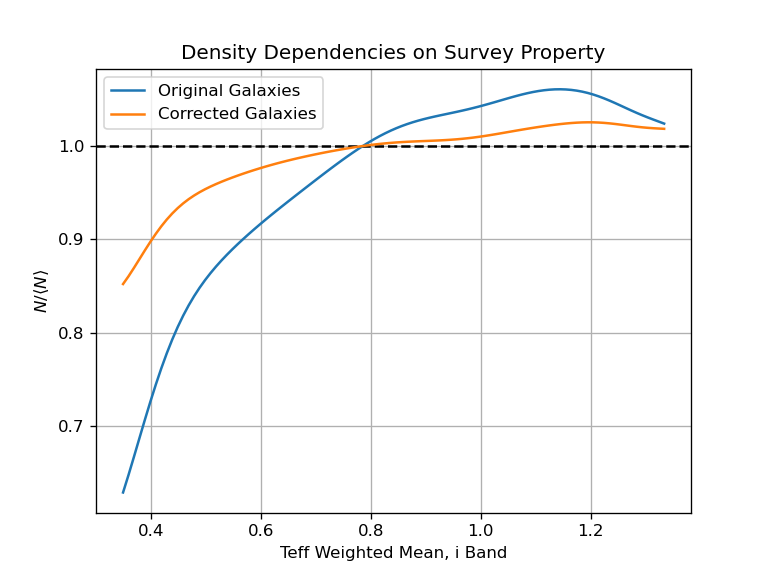 Density Dependencies on Survey Property
Original Galaxies
Corrected Galaxies
1.0
0.9
0.8
0.7
N/⟨N⟩
0.4 0.6 0.8 1.0 1.2
Teff Weighted Mean, i Band